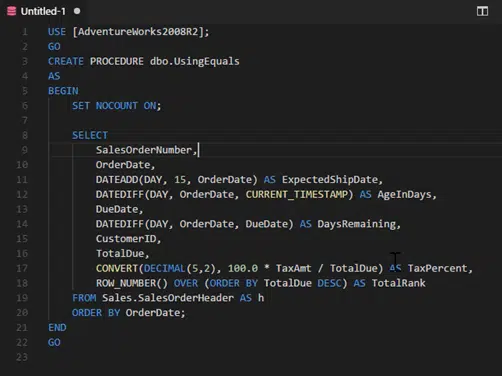 Untitled-1
1 USE [AdventureWorks2008R2];
2 GO
3 CREATE PROCEDURE dbo.UsingEquals
4 AS
5 BEGIN
6 SET NOCOUNT ON;
7
8 SELECT
9 SalesOrderNumber,
10 OrderDate,
11 DATEADD(DAY, 15, OrderDate) AS ExpectedShipDate,
12 DATEDIFF(DAY, OrderDate, CURRENT_TIMESTAMP) AS AgeInDays,
13 DueDate,
14 DATEDIFF(DAY, OrderDate, DueDate) AS DaysRemaining,
15 CustomerID,
16 TotalDue,
17 CONVERT(DECIMAL(5,2), 100.0 * TaxAmt / TotalDue) AS TaxPercent,
18 ROW_NUMBER() OVER (ORDER BY TotalDue DESC) AS TotalRank
19 FROM Sales.SalesOrderHeader AS h
20 ORDER BY OrderDate;
21 END
22 GO
23